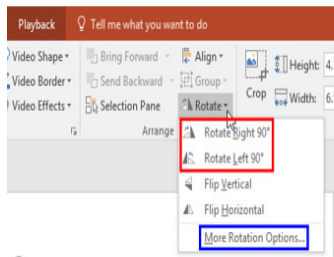 Playback Tell me what you want to do
Video Shape Bring Forward Align Height: 4.
Video Border Send Backward Group Crop Width: 6.
Video Effects Selection Pane Rotate
Arrange
Rotate Right 90°
Rotate Left 90°
Flip Vertical
Flip Horizontal
More Rotation Options...